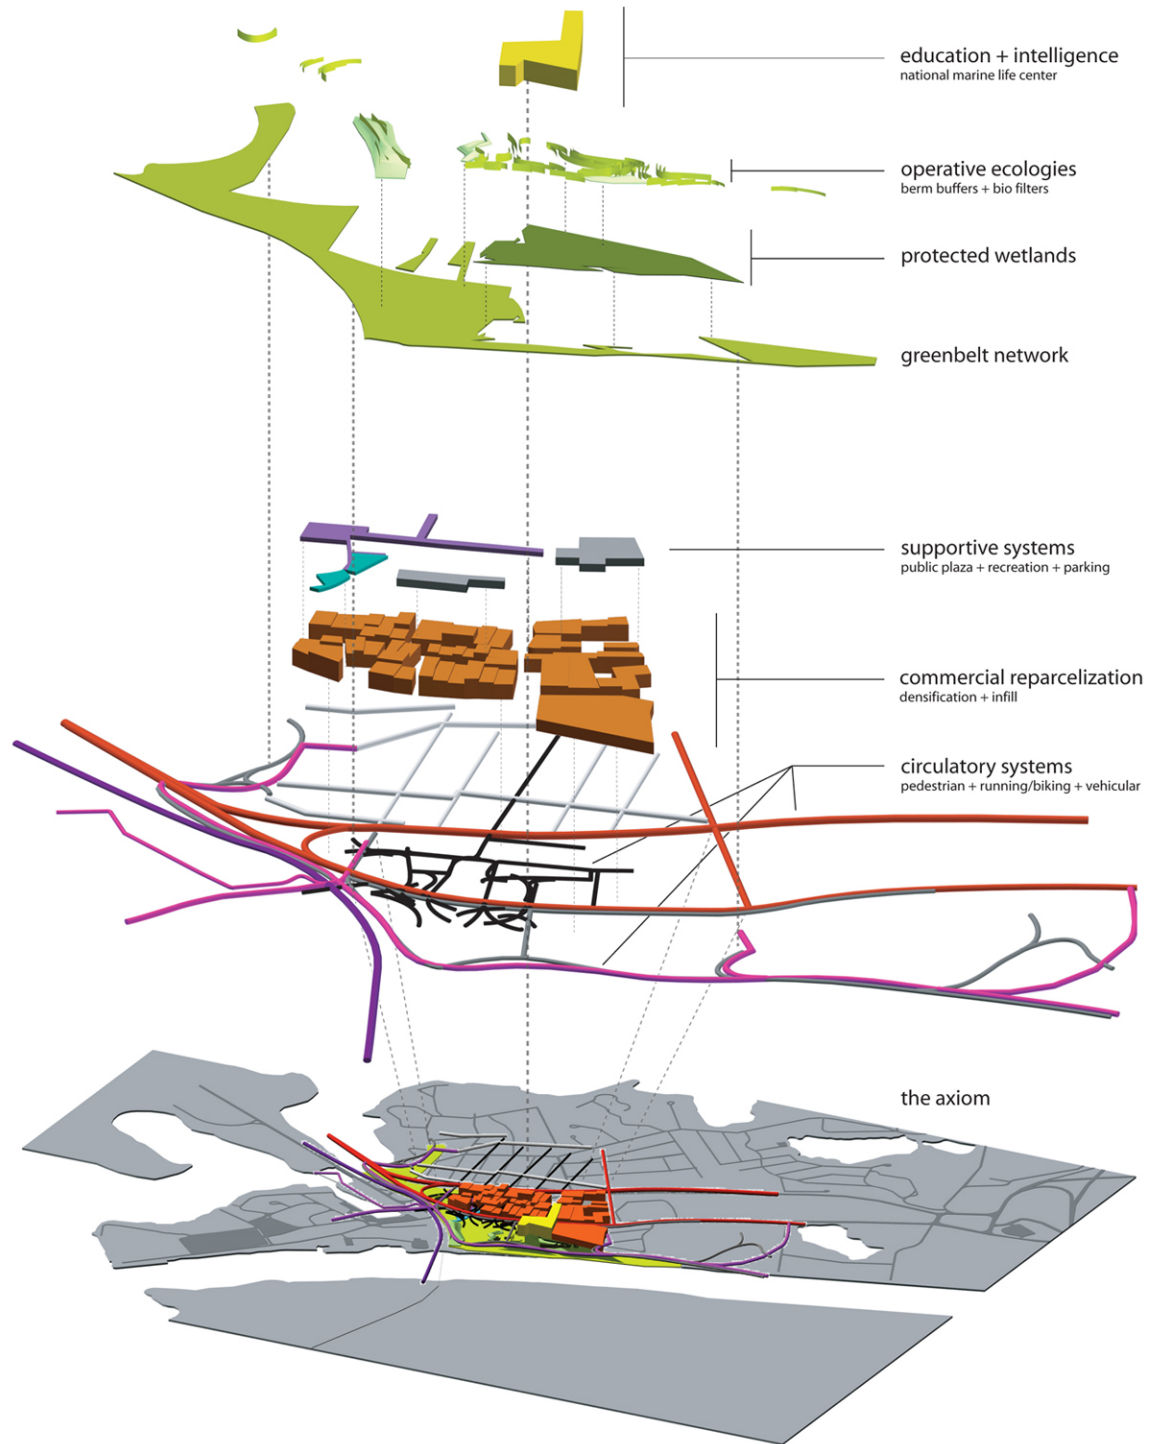 education + intelligence
national marine life center
operative ecologies
berm buffers + bio filters
protected wetlands
greenbelt network
supportive systems
public plaza + recreation + parking
commercial reparcelization
densification + infill
circulatory systems
pedestrian + running/biking + vehicular
the axiom